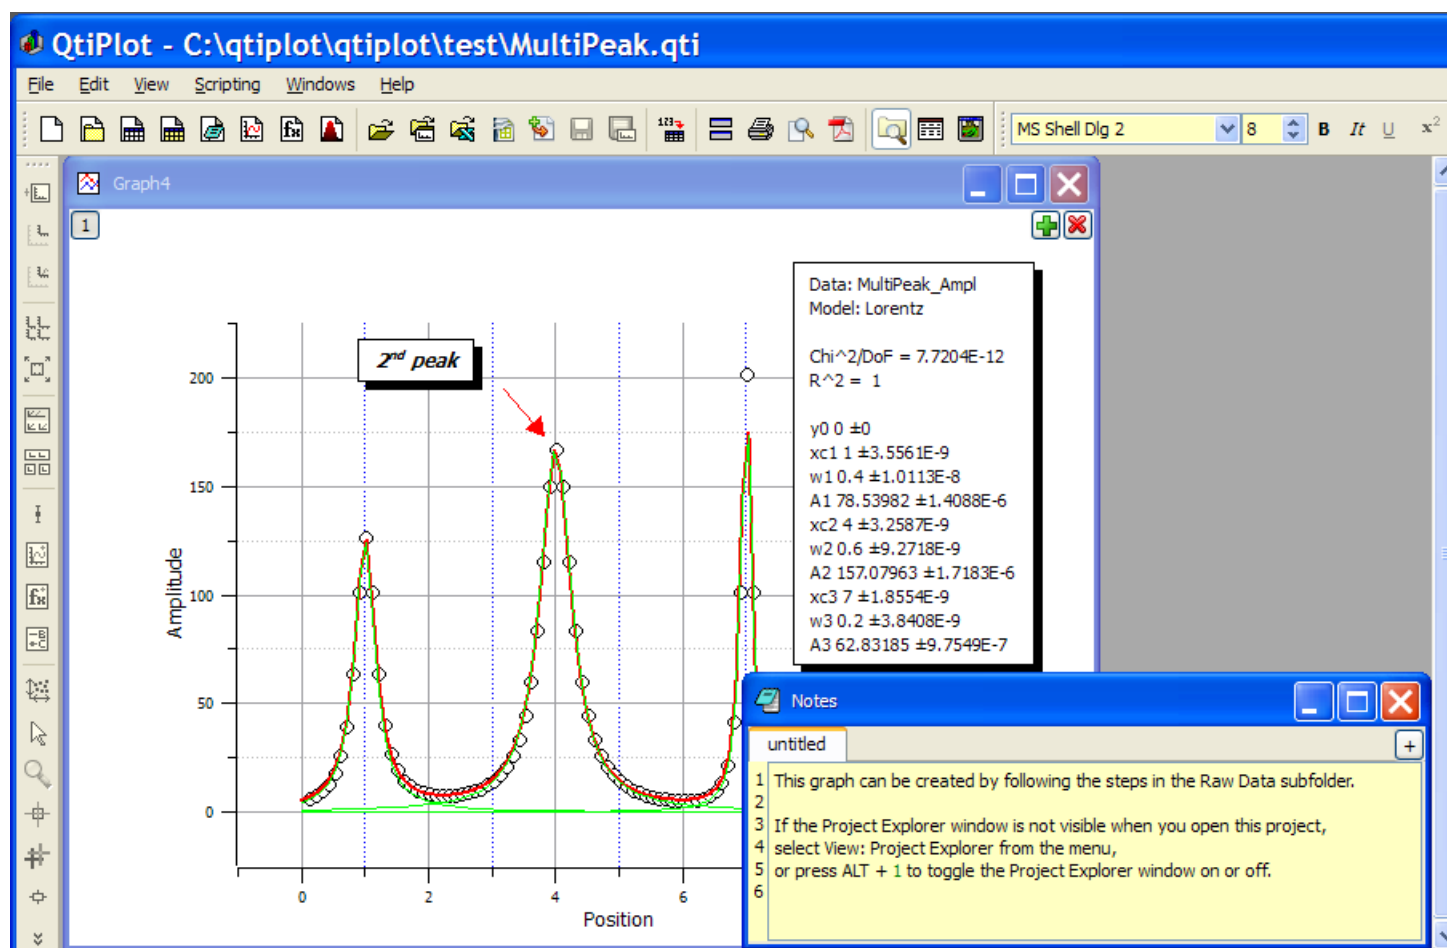 QtiPlot - C:\qtiplot\qtiplot\test\MultiPeak.qti
File Edit View Scripting Windows Help
123
fx
MS Shell Dlg 2 8 B It U x²
Graph4
1
Data: MultiPeak_Ampl
Model: Lorentz
Chi^2/DoF = 7.7204E-12
R^2 = 1
y0 0 ±0
xc1 1 ±3.5561E-9
w1 0.4 ±1.0113E-8
A1 78.53982 ±1.4088E-6
xc2 4 ±3.2587E-9
w2 0.6 ±9.2718E-9
A2 157.07963 ±1.7183E-6
xc3 7 ±1.8554E-9
w3 0.2 ±3.8408E-9
A3 62.83185 ±9.7549E-7
2nd peak
200
150
100
50
0
Amplitude
0 2 4 6
Position
fx
Notes
untitled
+
1 This graph can be created by following the steps in the Raw Data subfolder.
2
3 If the Project Explorer window is not visible when you open this project,
4 select View: Project Explorer from the menu,
5 or press ALT + 1 to toggle the Project Explorer window on or off.
6